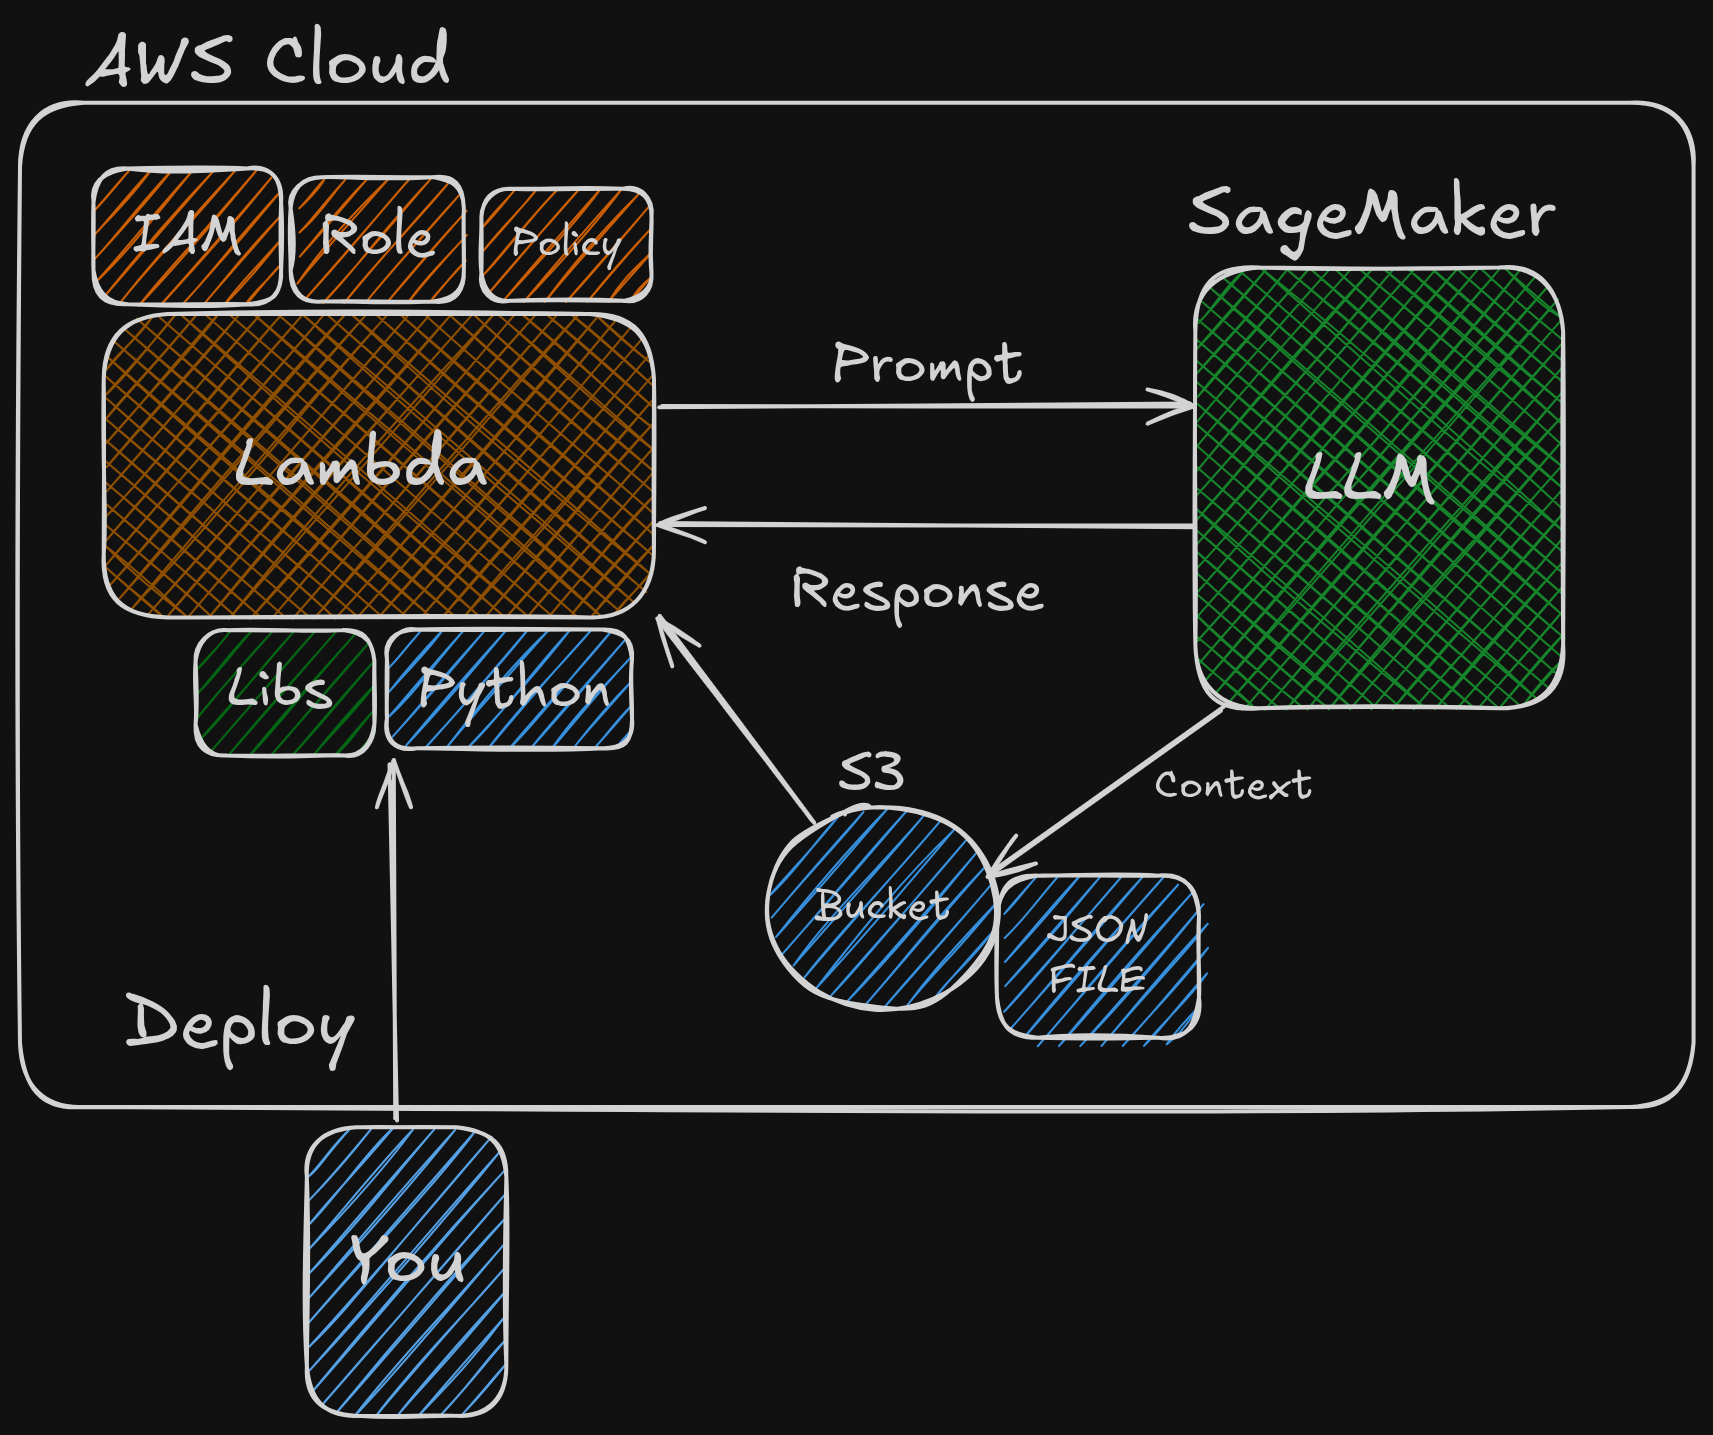 AWS Cloud
IAM
Role
Policy
SageMaker
Prompt
Lambda
LLM
Response
Libs
Python
S3
Context
Bucket
JSON
FILE
Deploy
You